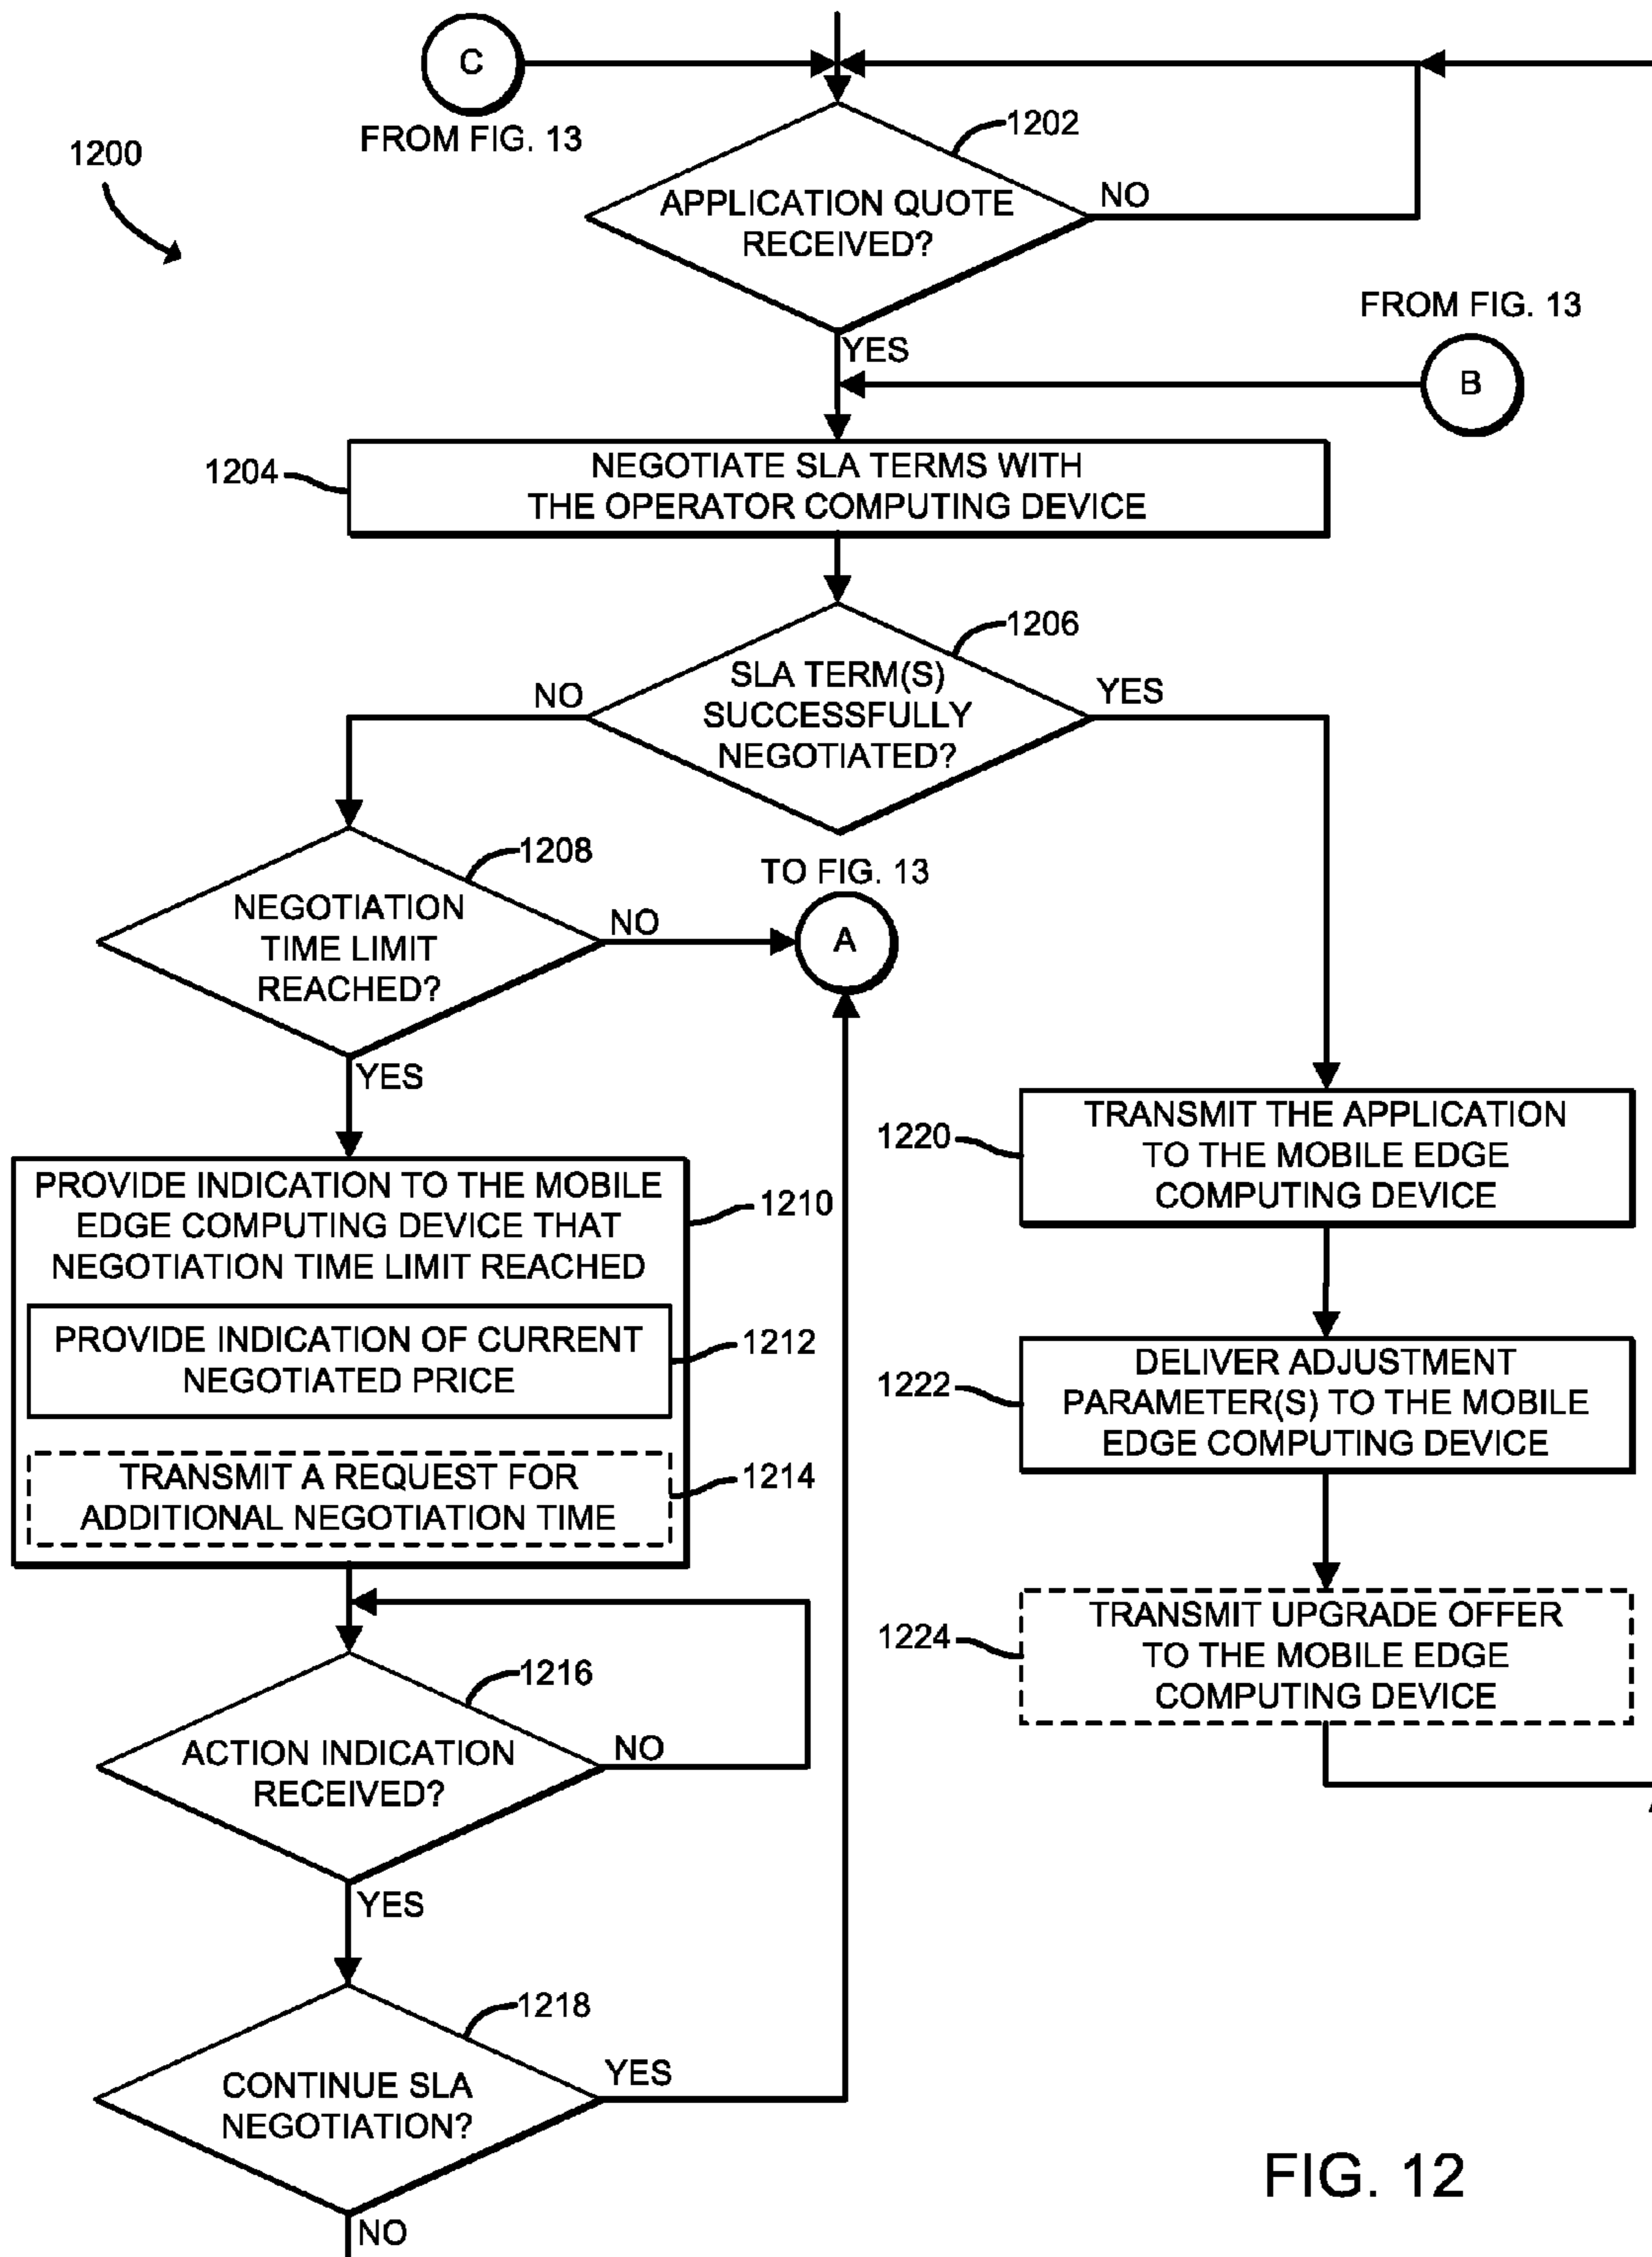 C
FROM FIG. 13
1200
1202
APPLICATION QUOTE
RECEIVED?
NO
YES
FROM FIG. 13
B
1204
NEGOTIATE SLA TERMS WITH
THE OPERATOR COMPUTING DEVICE
1206
SLA TERM(S)
SUCCESSFULLY
NEGOTIATED?
NO
YES
1208
NEGOTIATION
TIME LIMIT
REACHED?
NO
TO FIG. 13
A
YES
PROVIDE INDICATION TO THE MOBILE
EDGE COMPUTING DEVICE THAT
NEGOTIATION TIME LIMIT REACHED
1210
PROVIDE INDICATION OF CURRENT
NEGOTIATED PRICE
1212
TRANSMIT A REQUEST FOR
ADDITIONAL NEGOTIATION TIME
1214
1216
ACTION INDICATION
RECEIVED?
NO
YES
1218
CONTINUE SLA
NEGOTIATION?
YES
NO
1220
TRANSMIT THE APPLICATION
TO THE MOBILE EDGE
COMPUTING DEVICE
1222
DELIVER ADJUSTMENT
PARAMETER(S) TO THE MOBILE
EDGE COMPUTING DEVICE
1224
TRANSMIT UPGRADE OFFER
TO THE MOBILE EDGE
COMPUTING DEVICE
FIG. 12